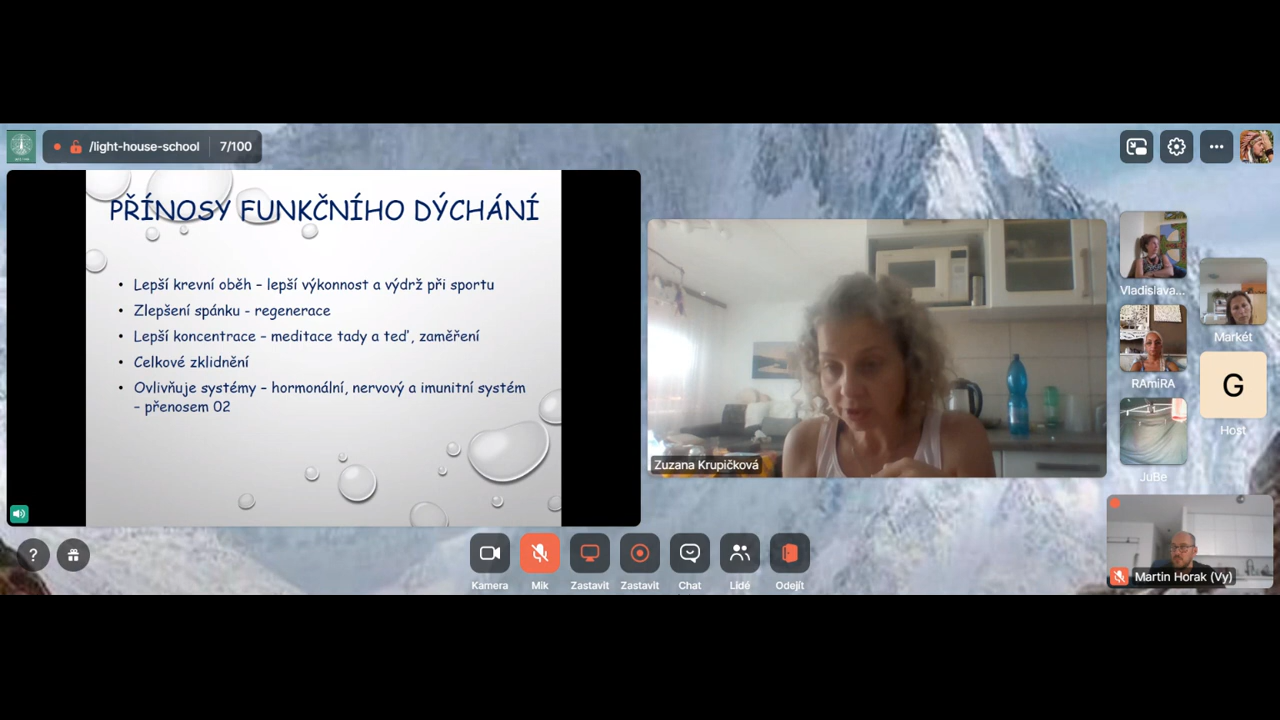 /light-house-school
7/100
PŘÍNOSY FUNKČNÍHO DÝCHÁNÍ
• Lepší krevní oběh – lepší výkonnost a výdrž při sportu
• Zlepšení spánku - regenerace
• Lepší koncentrace – meditace tady a teď, zaměření
• Celkové zklidnění
• Ovlivňuje systémy – hormonální, nervový a imunitní systém
– přenosem 02
Zuzana Krupičková
Vladislava...
Markét
RAmiRA
G
Host
JuBe
Martin Horak (Vy)
?
Kamera
Mik
Zastavit
Zastavit
Chat
Lidé
Odejít